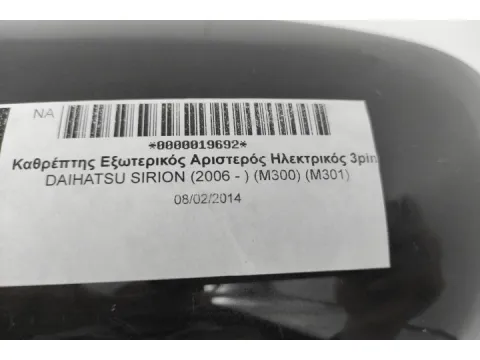 NA
*0000019692*
Καθρέπτης Εξωτερικός Αριστερός Ηλεκτρικός 3pin
DAIHATSU SIRION (2006 - ) (M300) (M301)
08/02/2014